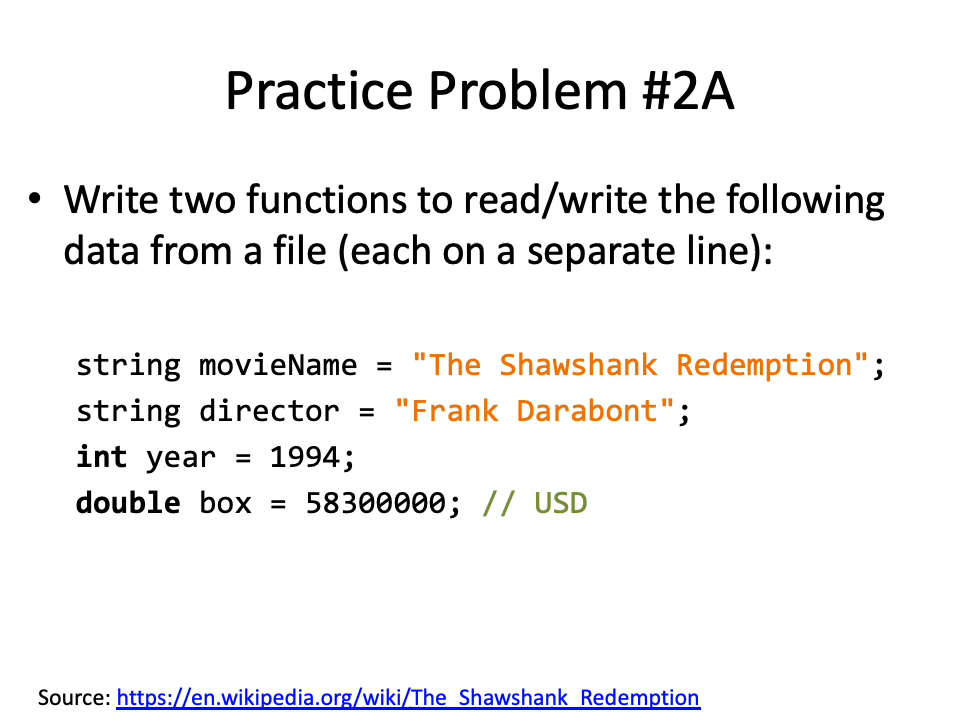 Practice Problem #2A
• Write two functions to read/write the following
data from a file (each on a separate line):
string movieName = "The Shawshank Redemption";
string director = "Frank Darabont";
int year = 1994;
double box = 58300000; // USD
Source: https://en.wikipedia.org/wiki/The_Shawshank_Redemption